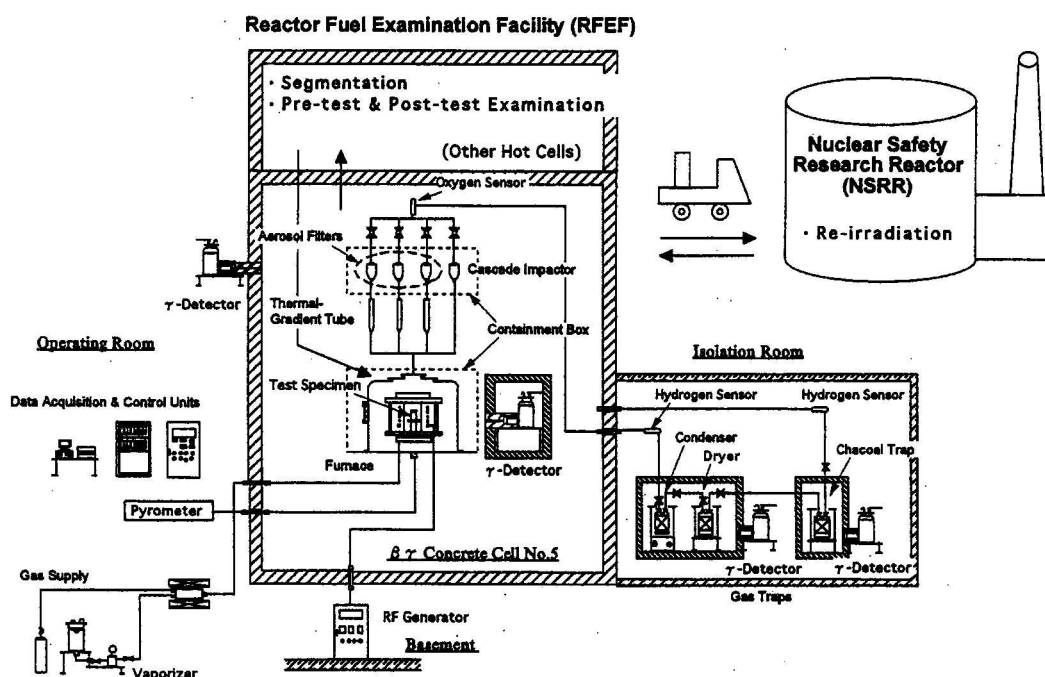 Reactor Fuel Examination Facility (RFEF)
· Segmentation
· Pre-test & Post-test Examination
(Other Hot Cells)
Nuclear Safety
Research Reactor
(NSRR)
· Re-irradiation
Oxygen Sensor
Aerosol Filters
Cascade Impactor
γ-Detector
Thermal-
Gradient Tube
Containment Box
Operating Room
Isolation Room
Test Specimen
Data Acquisition & Control Units
Hydrogen Sensor
Hydrogen Sensor
Condenser
Dryer
Chacoal Trap
Furnace
γ-Detector
Pyrometer
βγ Concrete Cell No.5
γ-Detector
γ-Detector
Gas Supply
Gas Traps
RF Generator
Basement
Vaporizer